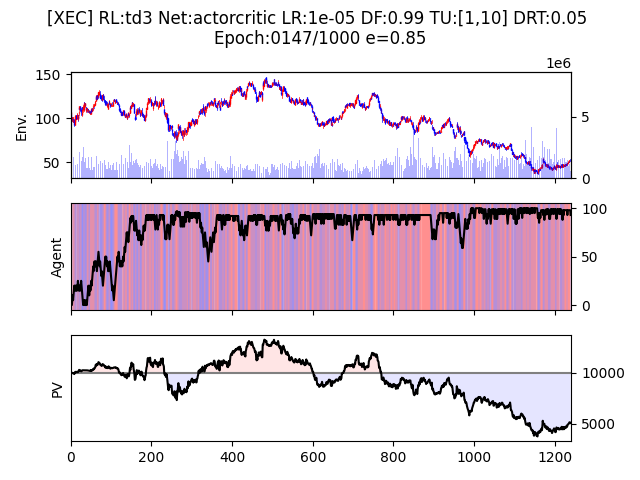 [XEC] RL:td3 Net:actorcritic LR:1e-05 DF:0.99 TU:[1,10] DRT:0.05
Epoch:0147/1000 e=0.85
1e6
150
100
50
Env.
5
0
Agent
100
50
0
PV
10000
5000
0 200 400 600 800 1000 1200